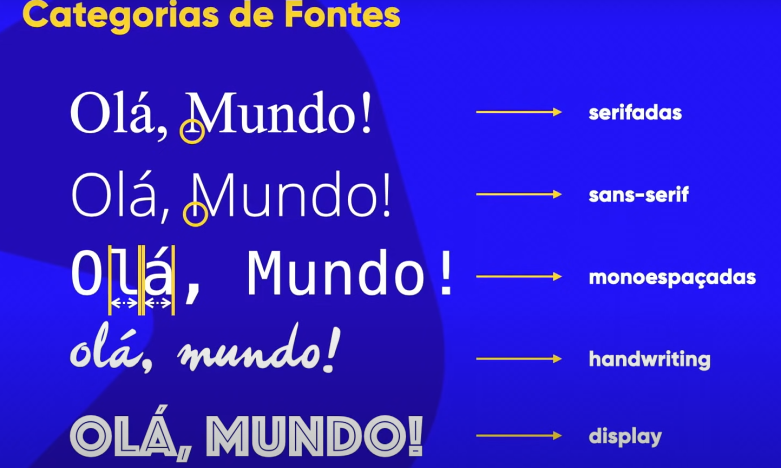 Categorias de Fontes
Olá, Mundo!
serifadas
Olá, Mundo!
sans-serif
Olá, Mundo!
monoespaçadas
olá, mundo!
handwriting
OLÁ, MUNDO!
display